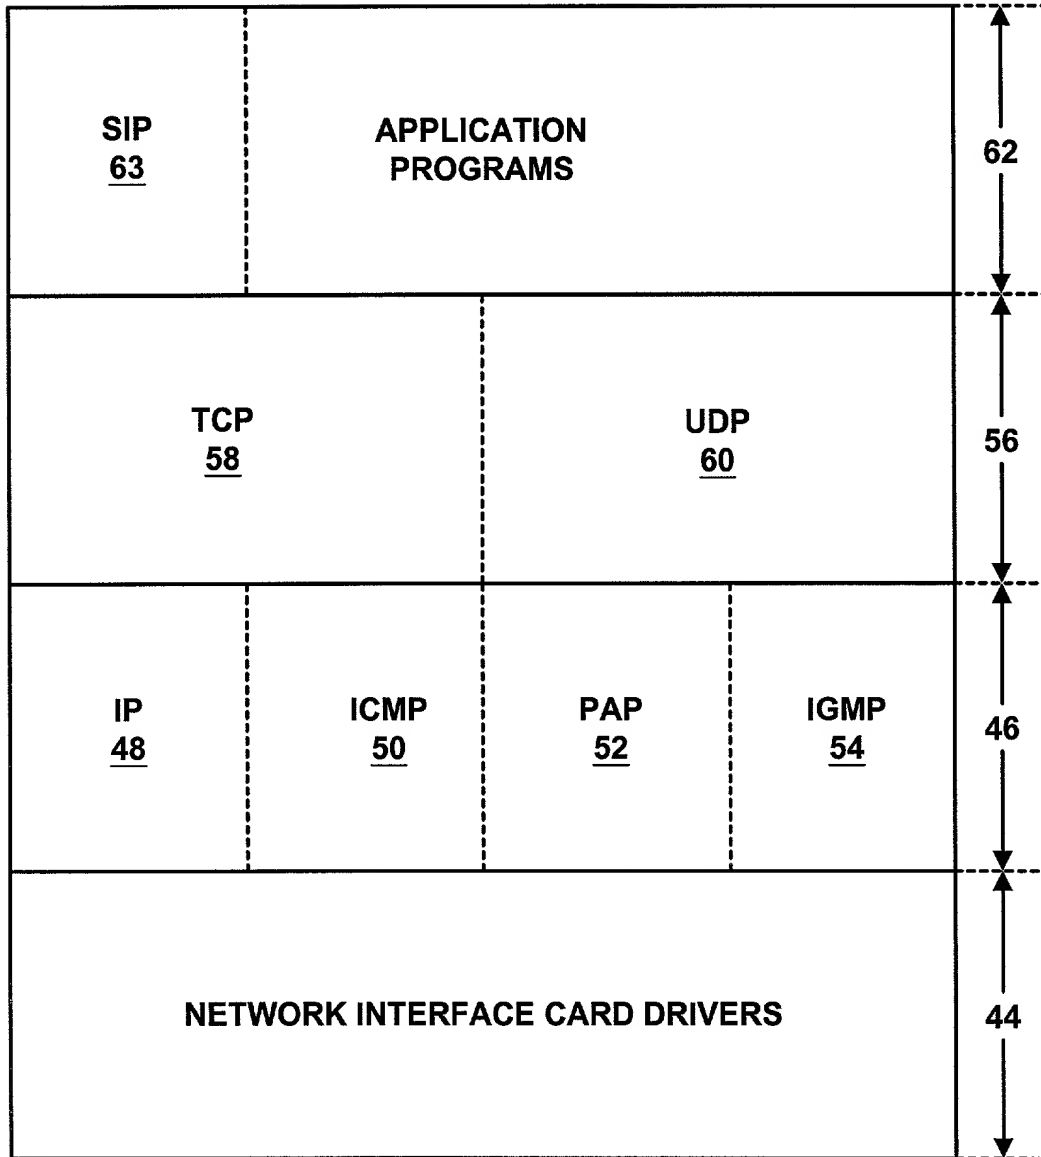 SIP
63
APPLICATION
PROGRAMS
62
TCP
58
UDP
60
56
IP
48
ICMP
50
PAP
52
IGMP
54
46
NETWORK INTERFACE CARD DRIVERS
44